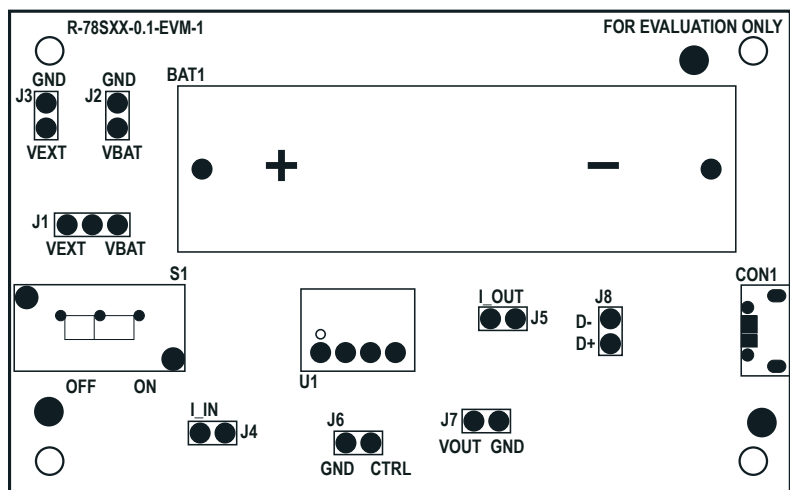 R-78SXX-0.1-EVM-1
FOR EVALUATION ONLY
GND
GND
BAT1
J3
J2
VEXT
VBAT
+
−
J1
VEXT
VBAT
S1
I_OUT
J8
CON1
J5
D-
D+
OFF
ON
U1
I_IN
J4
J6
J7
GND
CTRL
VOUT
GND